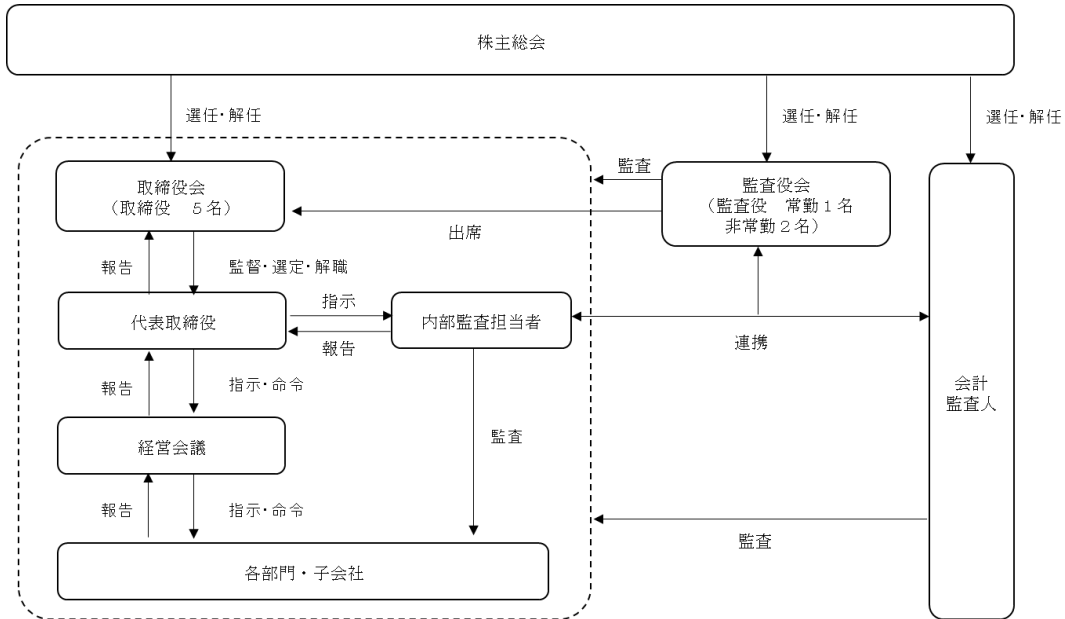 株主総会
選任・解任
選任・解任
選任・解任
取締役会
（取締役　５名）
監査
監査役会
（監査役　常勤１名
非常勤２名）
出席
報告
監督・選定・解職
代表取締役
指示
報告
内部監査担当者
連携
会計
監査人
報告
指示・命令
経営会議
監査
報告
指示・命令
監査
各部門・子会社